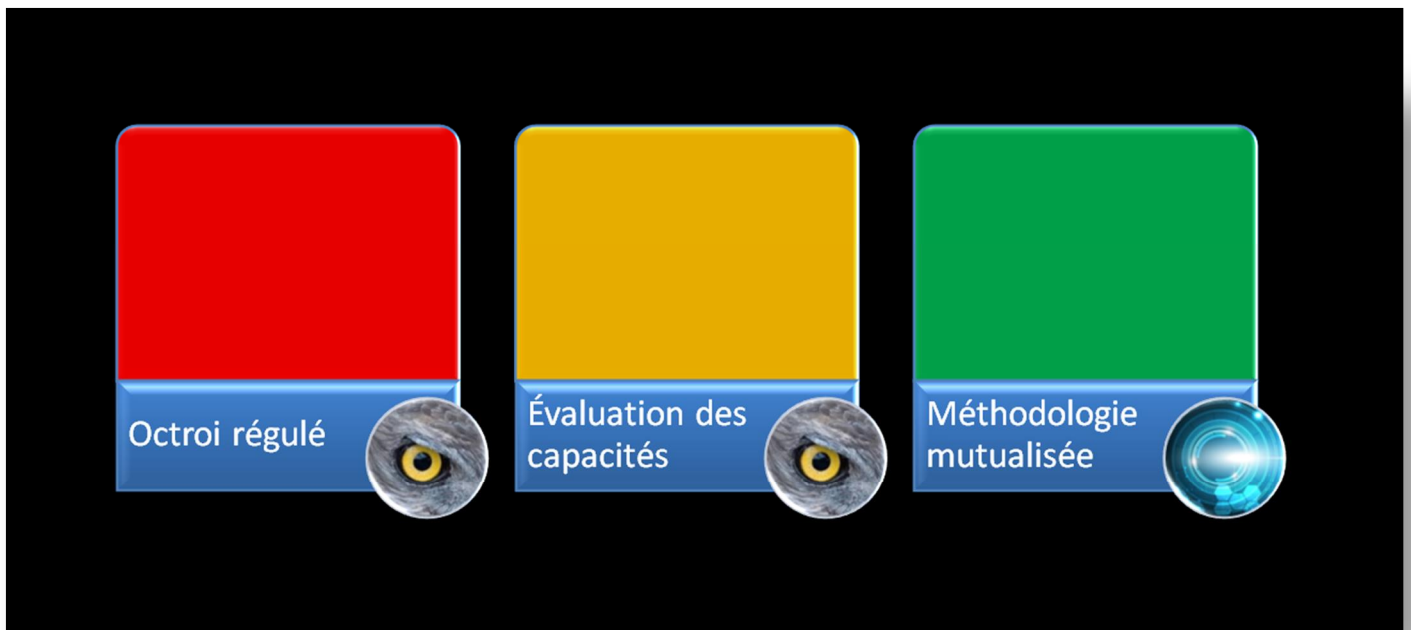 Octroi régulé
Évaluation des
capacités
Méthodologie
mutualisée